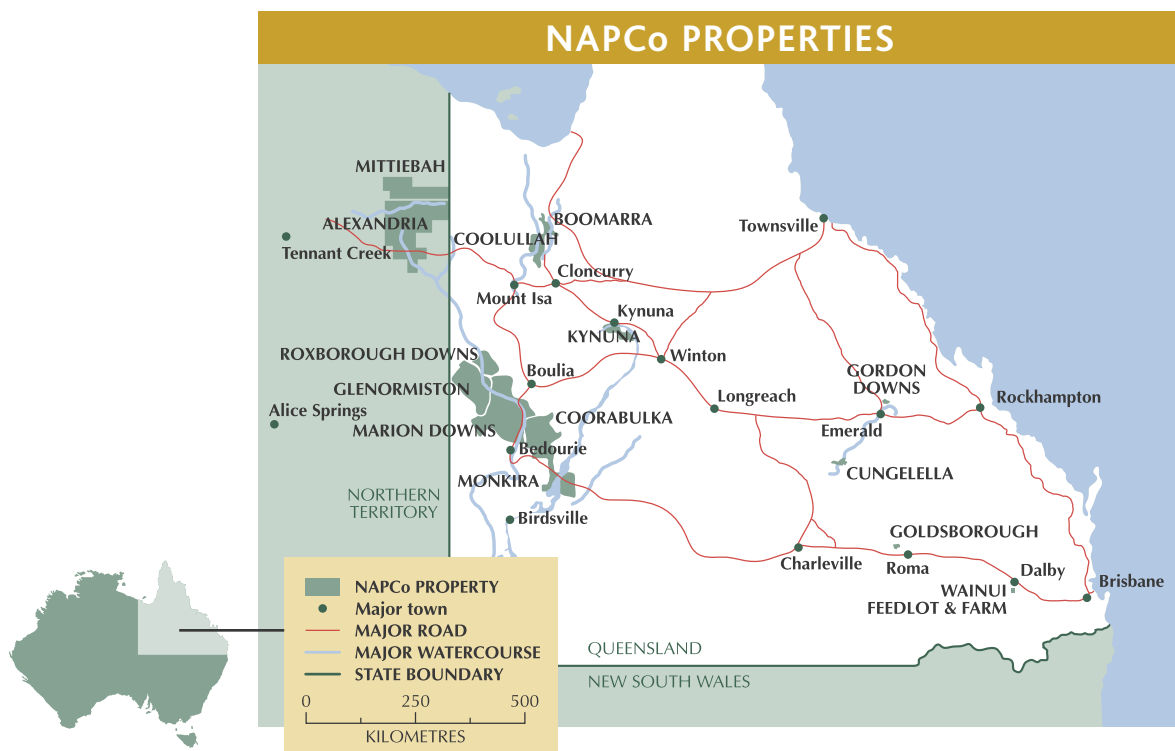 NAPCo PROPERTIES
MITTIEBAH
ALEXANDRIA
Tennant Creek
COOLULLAH
BOOMARRA
Townsville
Cloncurry
Mount Isa
Kynuna
KYNUNA
Winton
ROXBOROUGH DOWNS
Boulia
GLENORMISTON
GORDON
DOWNS
Longreach
Rockhampton
Alice Springs
COORABULKA
MARION DOWNS
Emerald
Bedourie
CUNGELELLA
MONKIRA
NORTHERN
TERRITORY
Birdsville
GOLDSBOROUGH
Charleville
Roma
Dalby
WAINUI
FEEDLOT & FARM
Brisbane
NAPCo PROPERTY
Major town
MAJOR ROAD
MAJOR WATERCOURSE
STATE BOUNDARY
0 250 500
KILOMETRES
QUEENSLAND
NEW SOUTH WALES